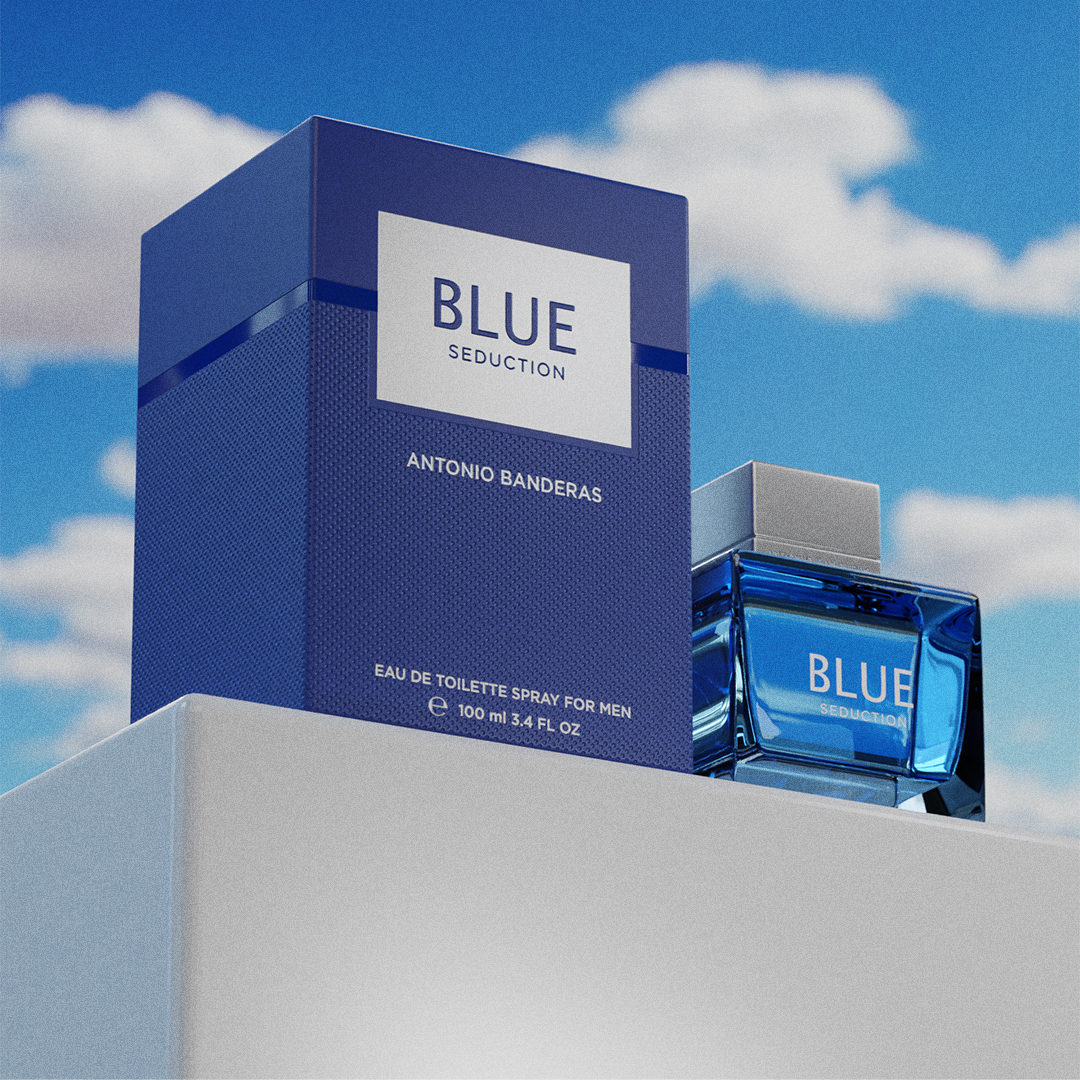 BLUE
SEDUCTION
ANTONIO BANDERAS
EAU DE TOILETTE SPRAY FOR MEN
℮ 100 ml 3.4 FL OZ
BLUE
SEDUCTION